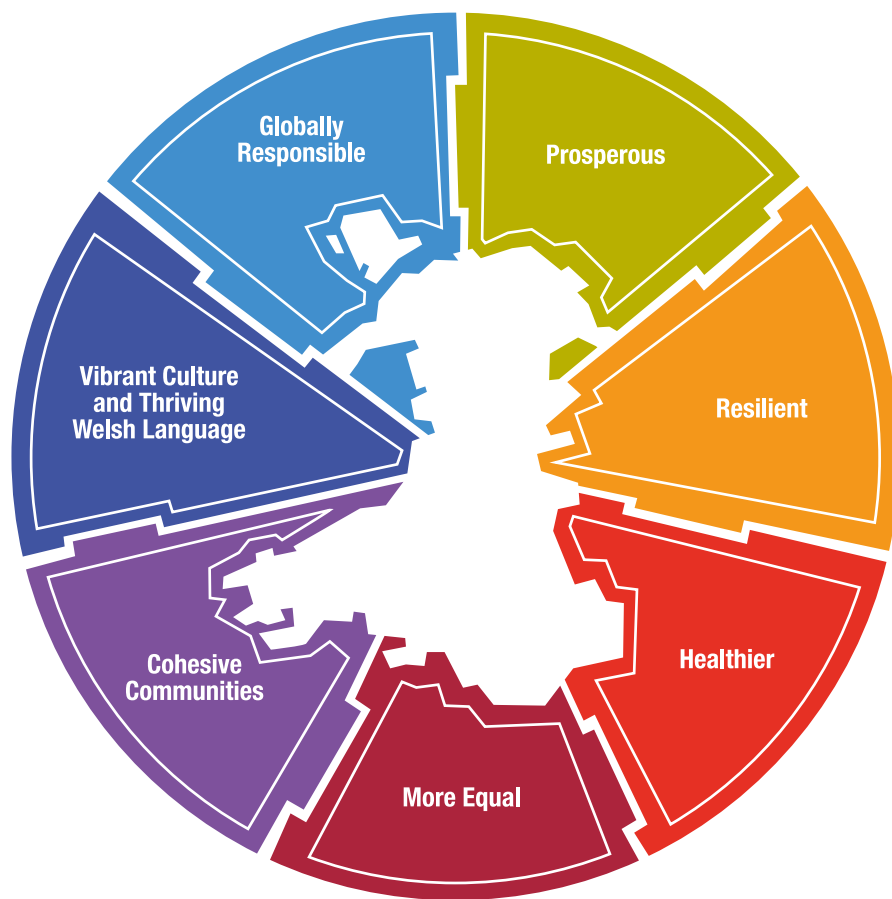 Globally
Responsible
Prosperous
Resilient
Vibrant Culture
and Thriving
Welsh Language
Healthier
Cohesive
Communities
More Equal